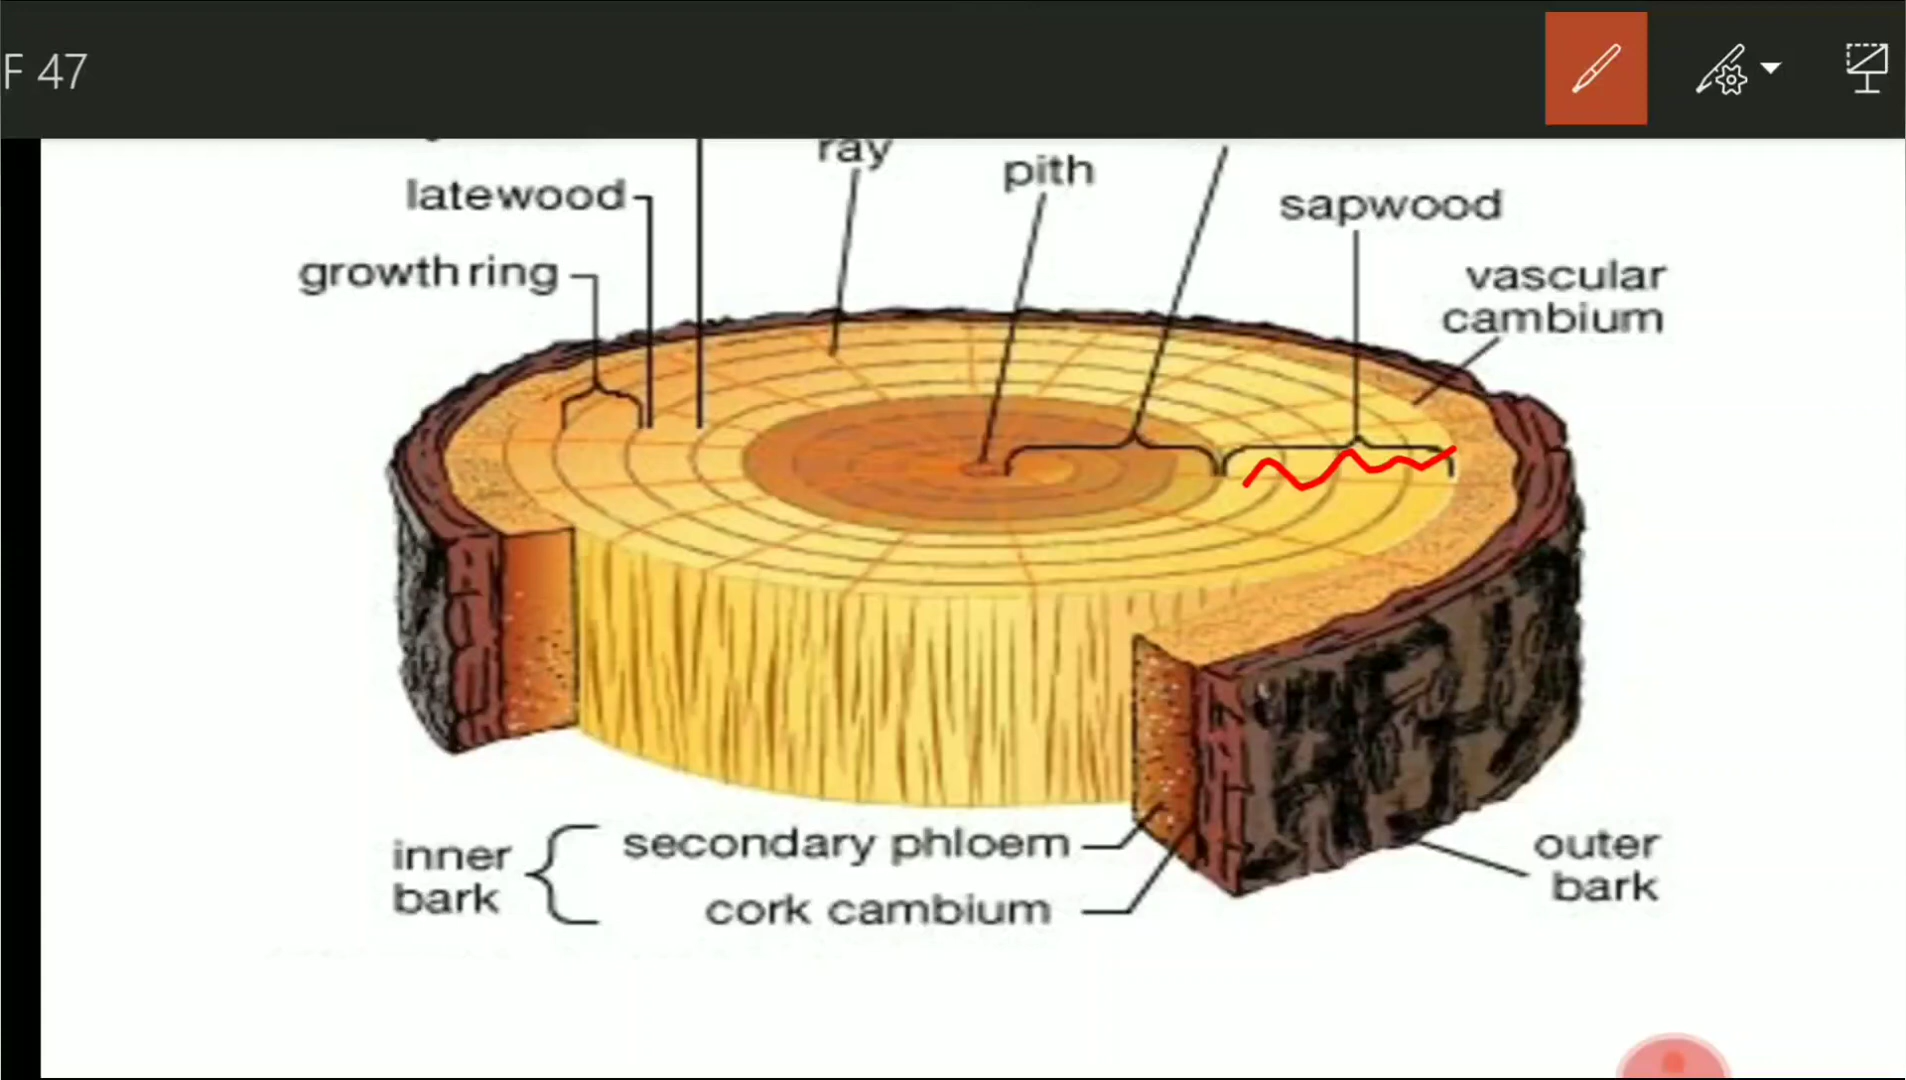 F 47
ray
pith
latewood
sapwood
growth ring
vascular
cambium
inner
bark
secondary phloem
cork cambium
outer
bark